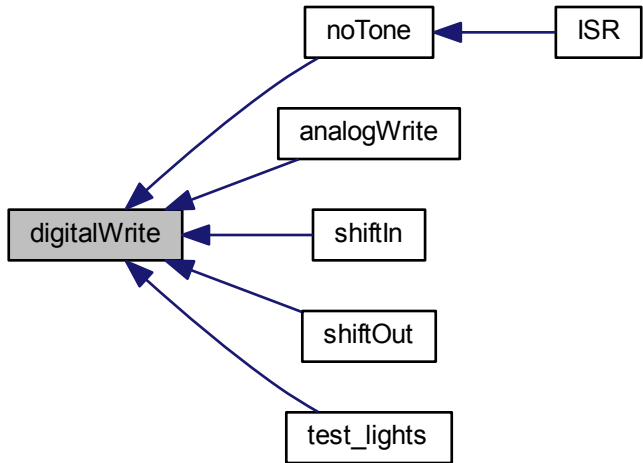 noTone
ISR
analogWrite
digitalWrite
shiftIn
shiftOut
test_lights